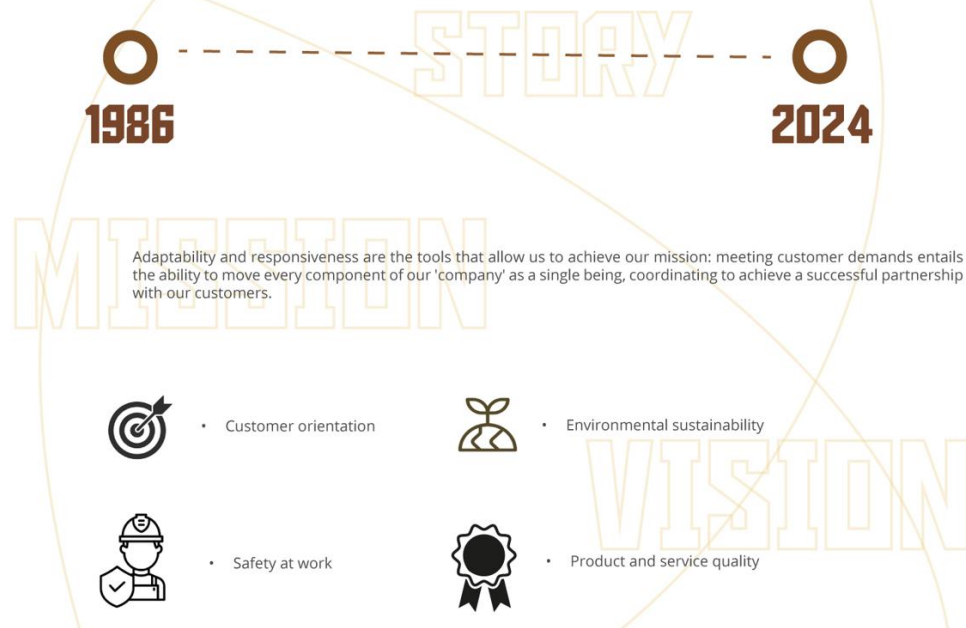 STORY
1986
2024
MISSION
Adaptability and responsiveness are the tools that allow us to achieve our mission: meeting customer demands entails
the ability to move every component of our 'company' as a single being, coordinating to achieve a successful partnership
with our customers.
• Customer orientation
• Environmental sustainability
VISION
• Safety at work
• Product and service quality